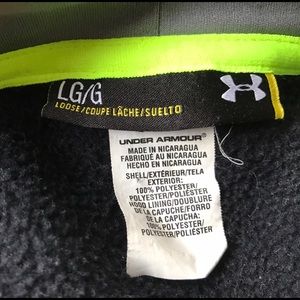 LG/G
LOOSE/COUPE LÂCHE/SUELTO
UNDER ARMOUR®
MADE IN NICARAGUA
FABRIQUÉ AU NICARAGUA
HECHO EN NICARAGUA
SHELL/EXTÉRIEUR/TELA
EXTERIOR:
100% POLYESTER/
POLYESTER/POLIÉSTER
HOOD LINING/DOUBLURE
DE LA CAPUCHE/FORRO
DE LA CAPUCHA:
100% POLYESTER/
POLYESTER/POLIÉSTER